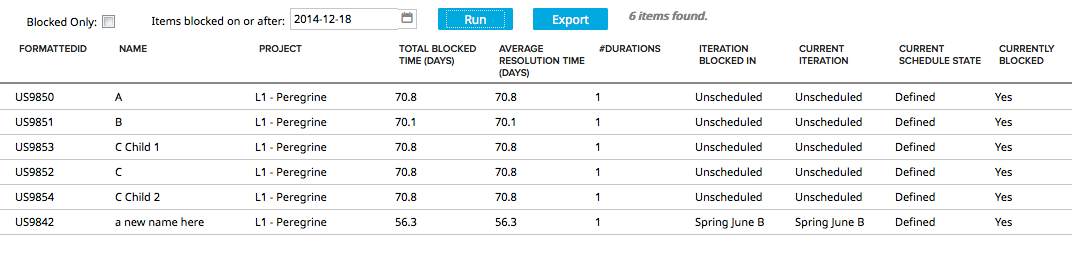 Blocked Only: Items blocked on or after: 2014-12-18 Run Export 6 items found.
FORMATTEDID NAME PROJECT TOTAL BLOCKED TIME (DAYS) AVERAGE RESOLUTION TIME (DAYS) #DURATIONS ITERATION BLOCKED IN CURRENT ITERATION CURRENT SCHEDULE STATE CURRENTLY BLOCKED
US9850 A L1 - Peregrine 70.8 70.8 1 Unscheduled Unscheduled Defined Yes
US9851 B L1 - Peregrine 70.1 70.1 1 Unscheduled Unscheduled Defined Yes
US9853 C Child 1 L1 - Peregrine 70.8 70.8 1 Unscheduled Unscheduled Defined Yes
US9852 C L1 - Peregrine 70.8 70.8 1 Unscheduled Unscheduled Defined Yes
US9854 C Child 2 L1 - Peregrine 70.8 70.8 1 Unscheduled Unscheduled Defined Yes
US9842 a new name here L1 - Peregrine 56.3 56.3 1 Spring June B Spring June B Defined Yes